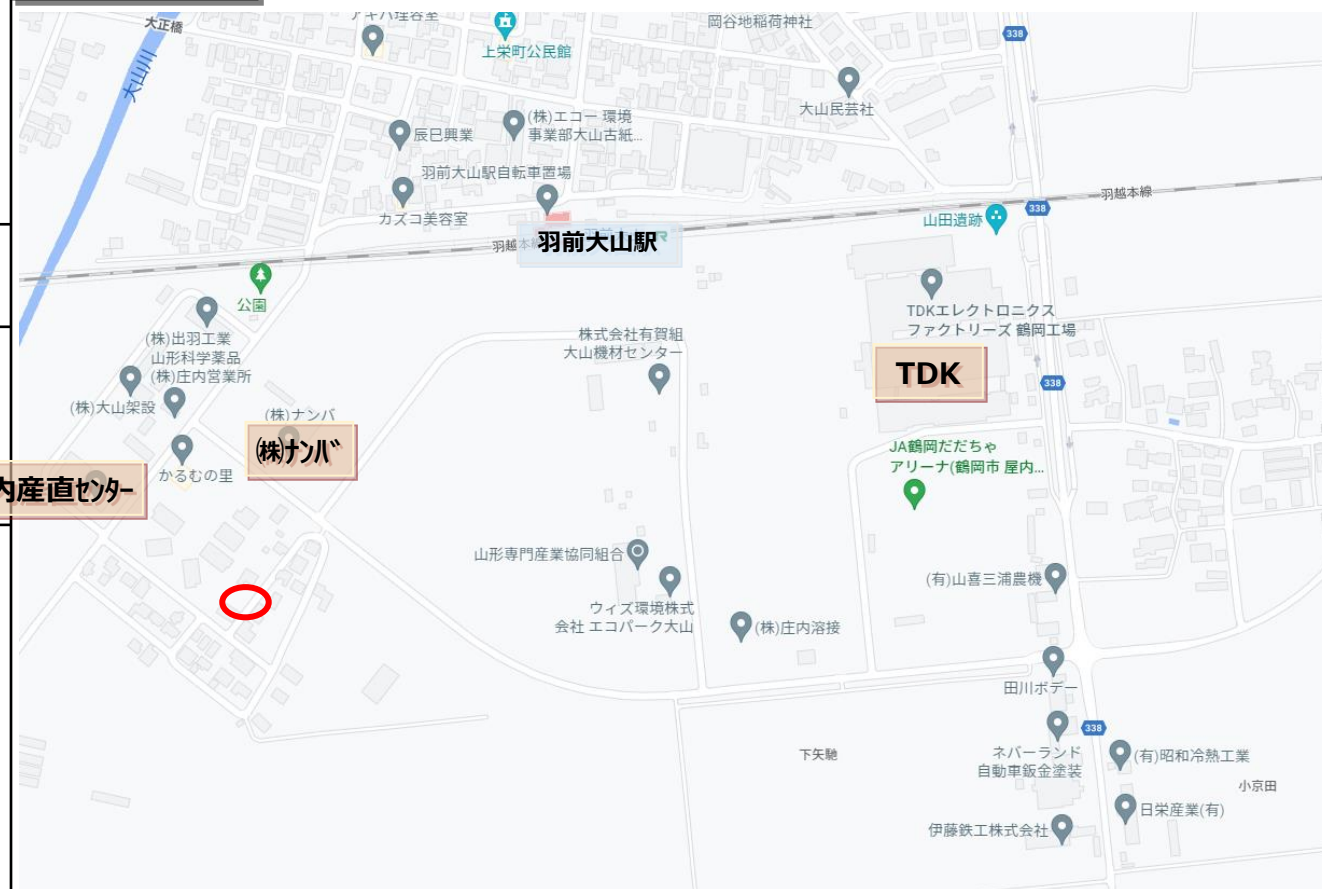 大正橋
アキバ理容室
岡谷地稲荷神社
338
上栄町公民館
大山川
大山民芸社
(株)エコー 環境
事業部大山古紙...
辰巳興業
羽前大山駅自転車置場
カズコ美容室
羽越本線
338
山田遺跡
羽越本
羽前大山駅
公園
TDKエレクトロニクス
ファクトリーズ 鶴岡工場
(株)出羽工業
山形科学薬品
(株)庄内営業所
株式会社有賀組
大山機材センター
TDK
338
(株)大山架設
(株)ナンバ
㈱ナンバ
かるむの里
内産直センター
JA鶴岡だだちゃ
アリーナ(鶴岡市 屋内...
山形専門産業協同組合
(有)山喜三浦農機
ウィズ環境株式
会社 エコパーク大山
(株)庄内溶接
田川ボデー
338
下矢馳
ネバーランド
自動車鈑金塗装
(有)昭和冷熱工業
小京田
日栄産業(有)
伊藤鉄工株式会社